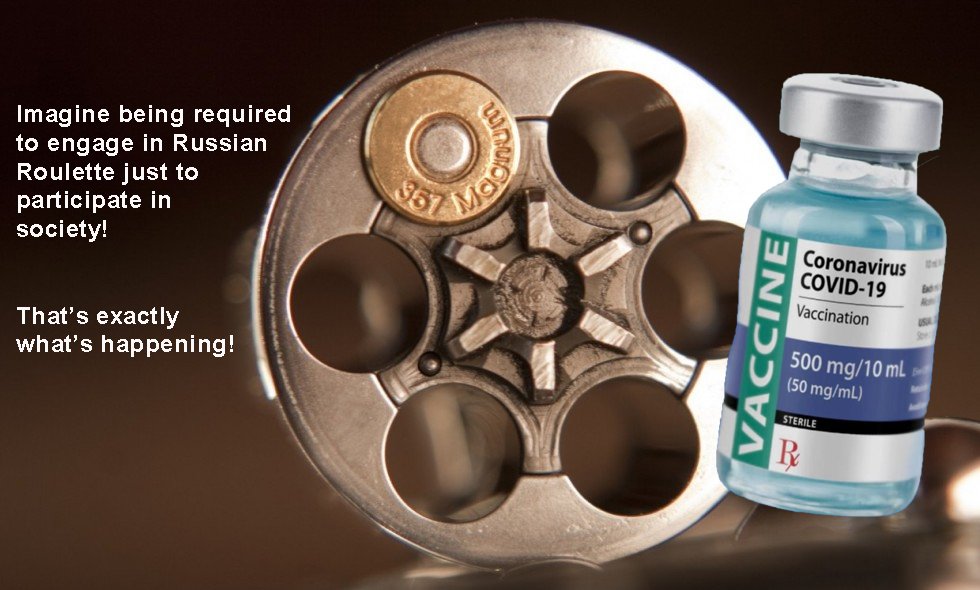 Imagine being required
to engage in Russian
Roulette just to
participate in
society!
That's exactly
what's happening!
357 Magnum
VACCINE
Coronavirus
COVID-19
Vaccination
500 mg/10 mL
(50 mg/mL)
STERILE
Rx